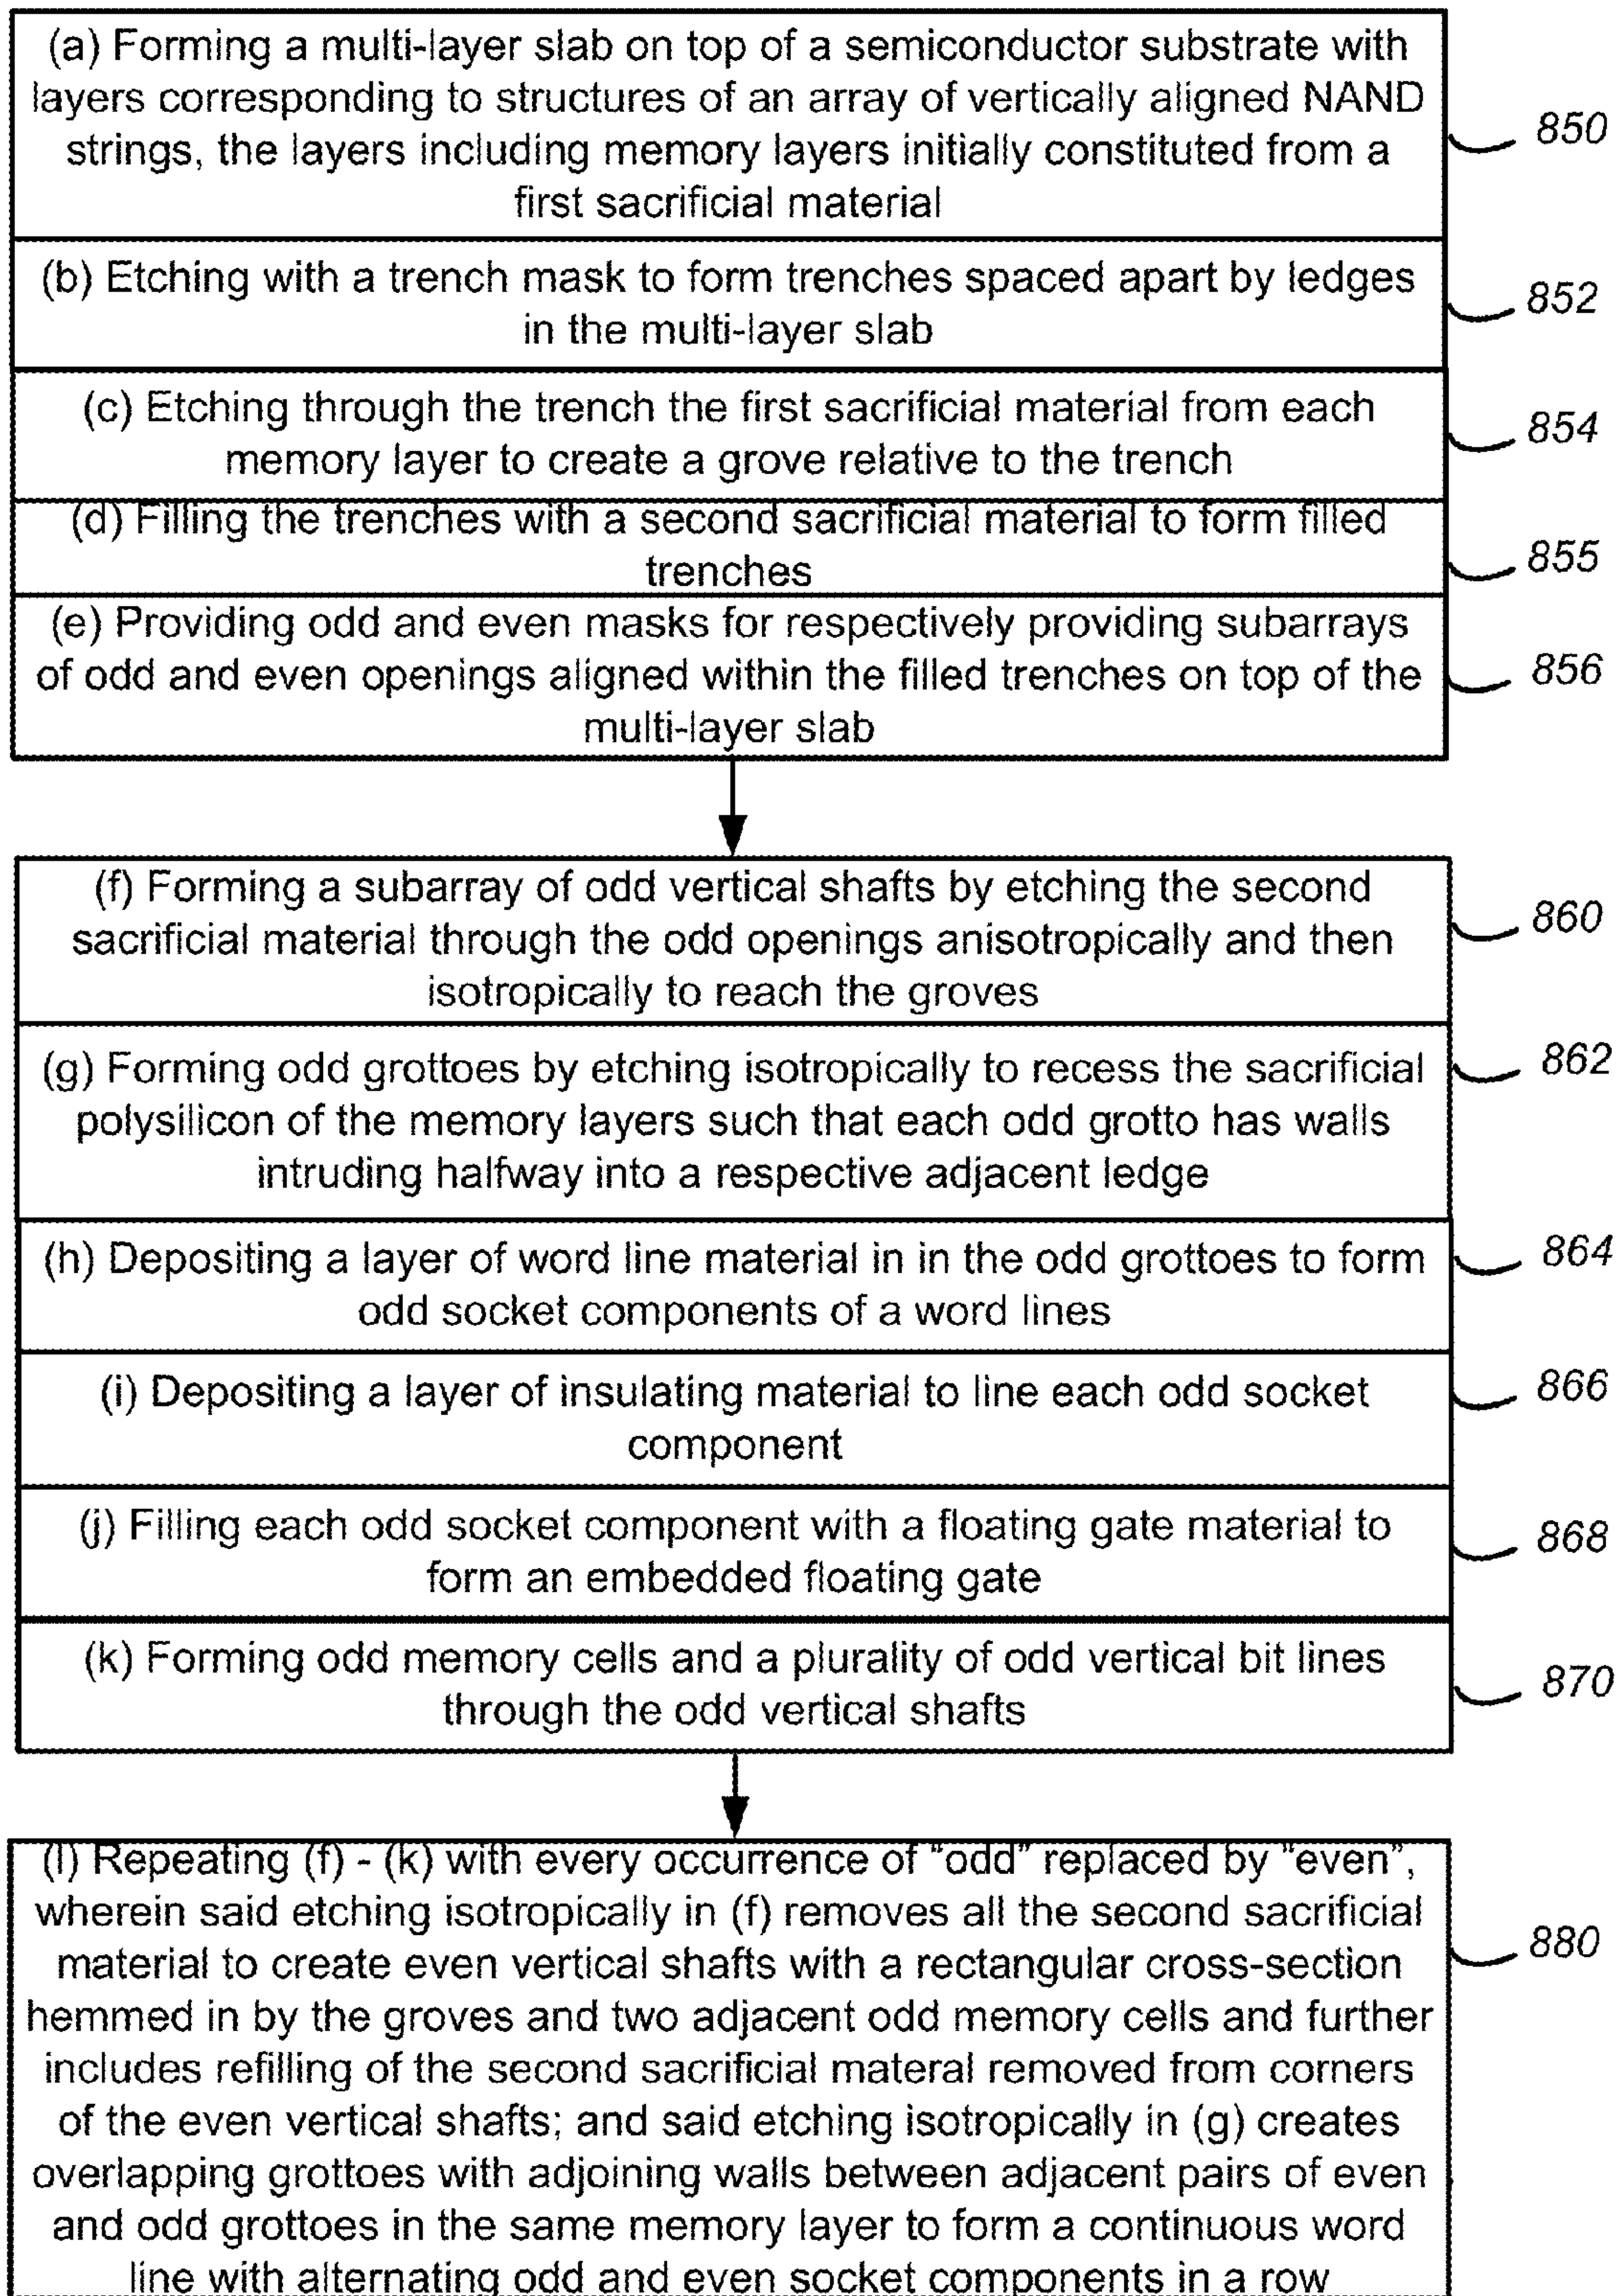 (a) Forming a multi-layer slab on top of a semiconductor substrate with
layers corresponding to structures of an array of vertically aligned NAND
strings, the layers including memory layers initially constituted from a
first sacrificial material
850
(b) Etching with a trench mask to form trenches spaced apart by ledges
in the multi-layer slab
852
(c) Etching through the trench the first sacrificial material from each
memory layer to create a grove relative to the trench
854
(d) Filling the trenches with a second sacrificial material to form filled
trenches
855
(e) Providing odd and even masks for respectively providing subarrays
of odd and even openings aligned within the filled trenches on top of the
multi-layer slab
856
(f) Forming a subarray of odd vertical shafts by etching the second
sacrificial material through the odd openings anisotropically and then
isotropically to reach the groves
860
(g) Forming odd grottoes by etching isotropically to recess the sacrificial
polysilicon of the memory layers such that each odd grotto has walls
intruding halfway into a respective adjacent ledge
862
(h) Depositing a layer of word line material in in the odd grottoes to form
odd socket components of a word lines
864
(i) Depositing a layer of insulating material to line each odd socket
component
866
(j) Filling each odd socket component with a floating gate material to
form an embedded floating gate
868
(k) Forming odd memory cells and a plurality of odd vertical bit lines
through the odd vertical shafts
870
(l) Repeating (f) - (k) with every occurrence of "odd" replaced by "even",
wherein said etching isotropically in (f) removes all the second sacrificial
material to create even vertical shafts with a rectangular cross-section
hemmed in by the groves and two adjacent odd memory cells and further
includes refilling of the second sacrificial materal removed from corners
of the even vertical shafts; and said etching isotropically in (g) creates
overlapping grottoes with adjoining walls between adjacent pairs of even
and odd grottoes in the same memory layer to form a continuous word
line with alternating odd and even socket components in a row
880